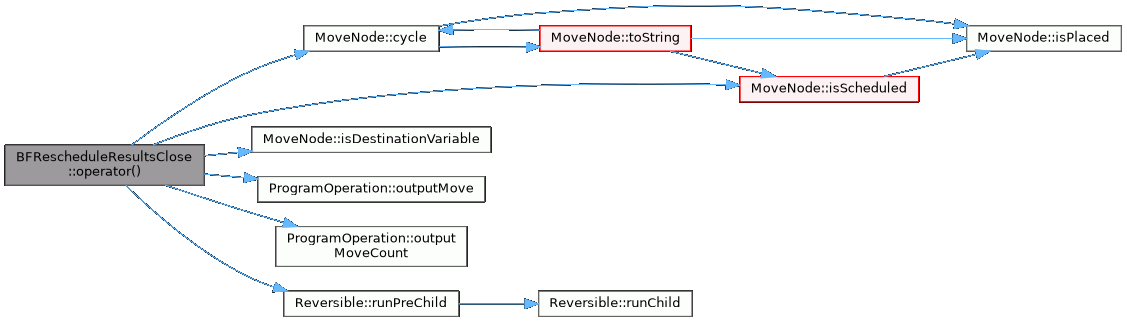 MoveNode::cycle
MoveNode::toString
MoveNode::isPlaced
MoveNode::isScheduled
BFRescheduleResultsClose
::operator()
MoveNode::isDestinationVariable
ProgramOperation::outputMove
ProgramOperation::output
MoveCount
Reversible::runPreChild
Reversible::runChild